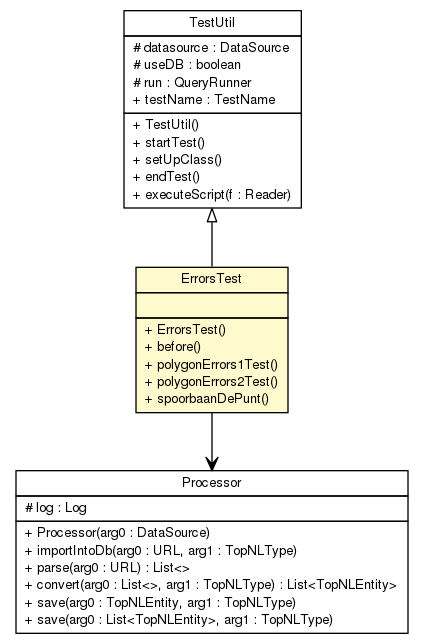 TestUtil
# datasource : DataSource
# useDB : boolean
# run : QueryRunner
+ testName : TestName
+ TestUtil()
+ startTest()
+ setUpClass()
+ endTest()
+ executeScript(f : Reader)
ErrorsTest
+ ErrorsTest()
+ before()
+ polygonErrors1Test()
+ polygonErrors2Test()
+ spoorbaanDePunt()
Processor
# log : Log
+ Processor(arg0 : DataSource)
+ importIntoDb(arg0 : URL, arg1 : TopNLType)
+ parse(arg0 : URL) : List<>
+ convert(arg0 : List<>, arg1 : TopNLType) : List<TopNLEntity>
+ save(arg0 : TopNLEntity, arg1 : TopNLType)
+ save(arg0 : List<TopNLEntity>, arg1 : TopNLType)